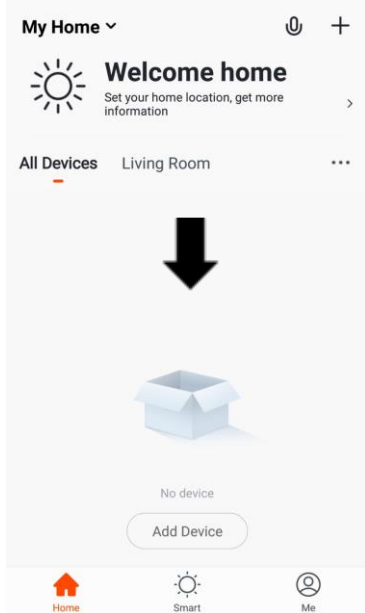 My Home
Welcome home
Set your home location, get more
information
All Devices Living Room
No device
Add Device
Home Smart Me